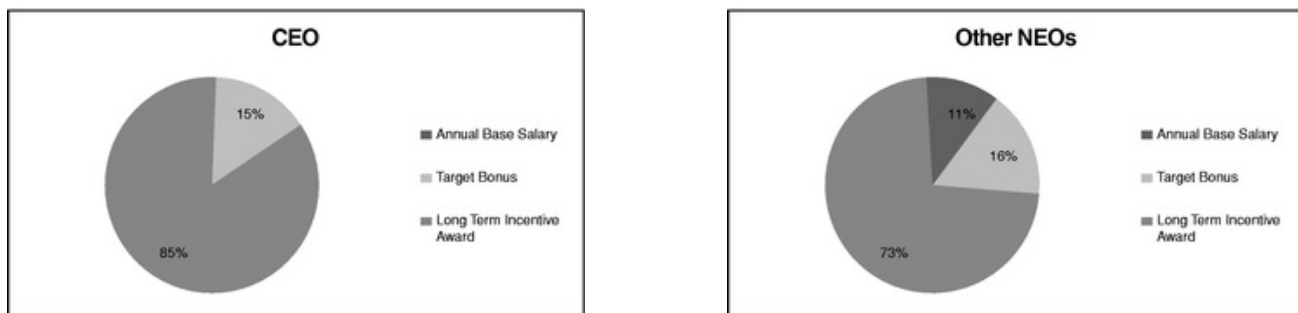 CEO
15%
85%
Annual Base Salary
Target Bonus
Long Term Incentive
Award
Other NEOs
11%
16%
73%
Annual Base Salary
Target Bonus
Long Term Incentive
Award